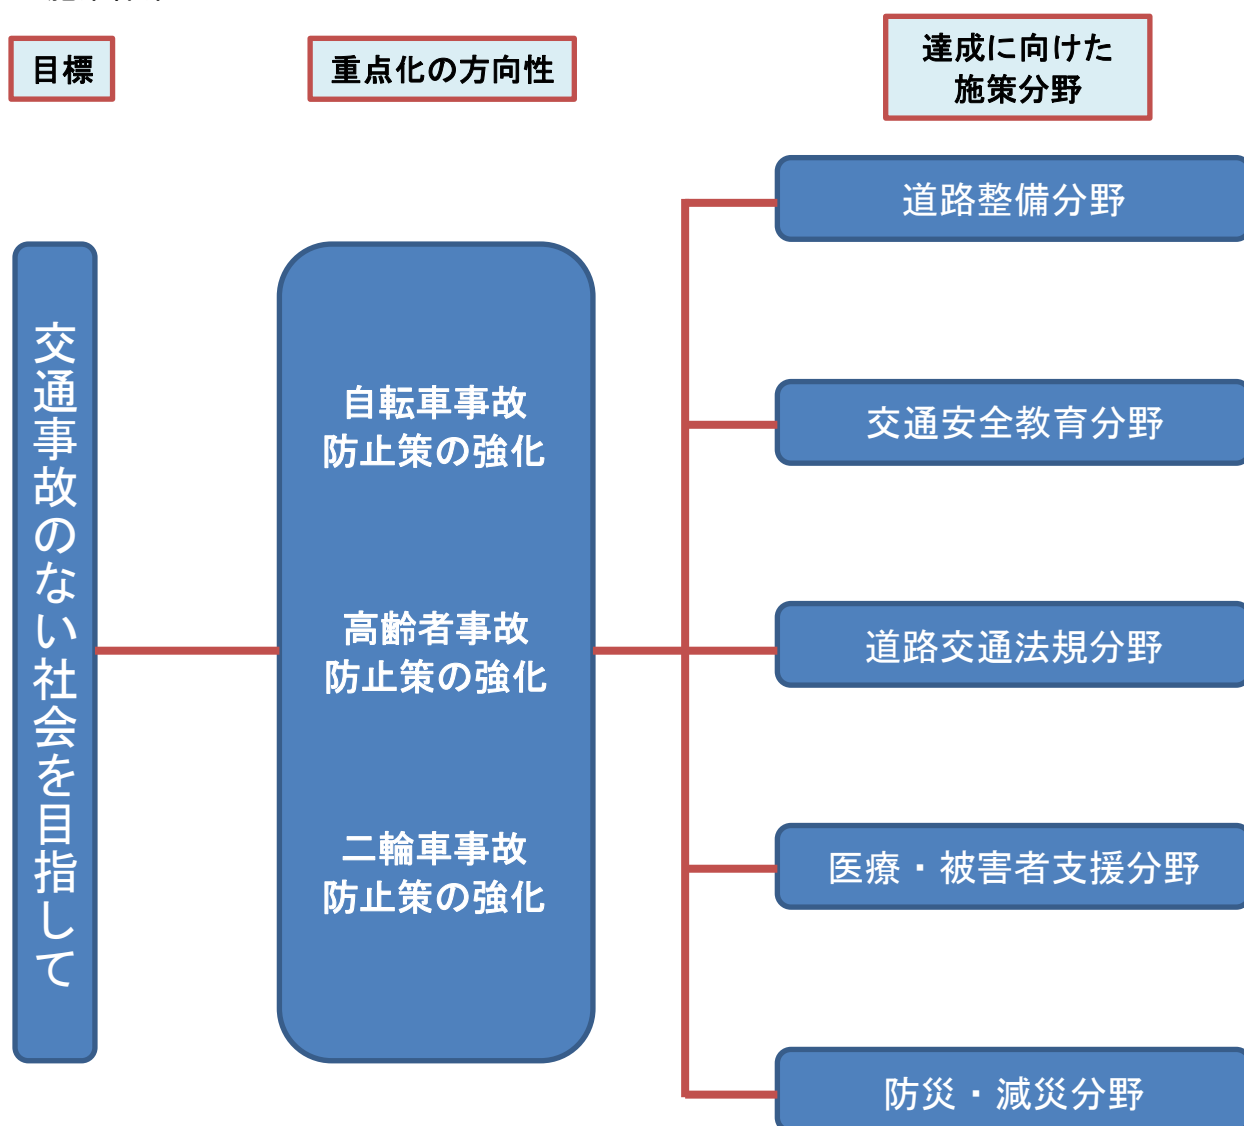 目標
重点化の方向性
達成に向けた
施策分野
交通事故のない社会を目指して
自転車事故
防止策の強化
高齢者事故
防止策の強化
二輪車事故
防止策の強化
道路整備分野
交通安全教育分野
道路交通法規分野
医療・被害者支援分野
防災・減災分野